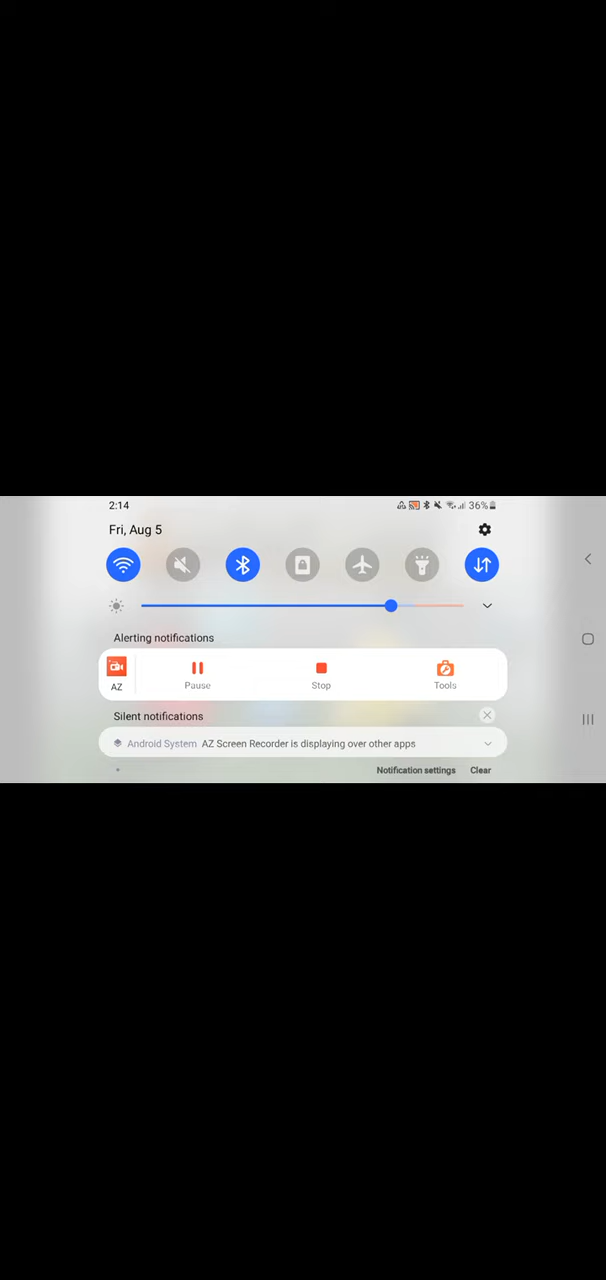 2:14
36%
Fri, Aug 5
Alerting notifications
AZ
Pause
Stop
Tools
Silent notifications
Android System AZ Screen Recorder is displaying over other apps
Notification settings Clear